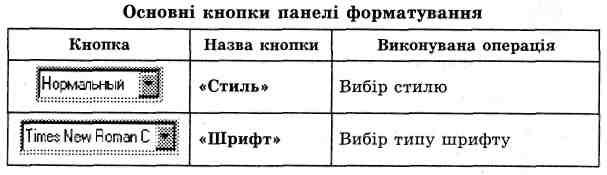 Основні кнопки панелі форматування
Кнопка Назва кнопки Виконувана операція
Нормальный «Стиль» Вибір стилю
Times New Roman C «Шрифт» Вибір типу шрифту